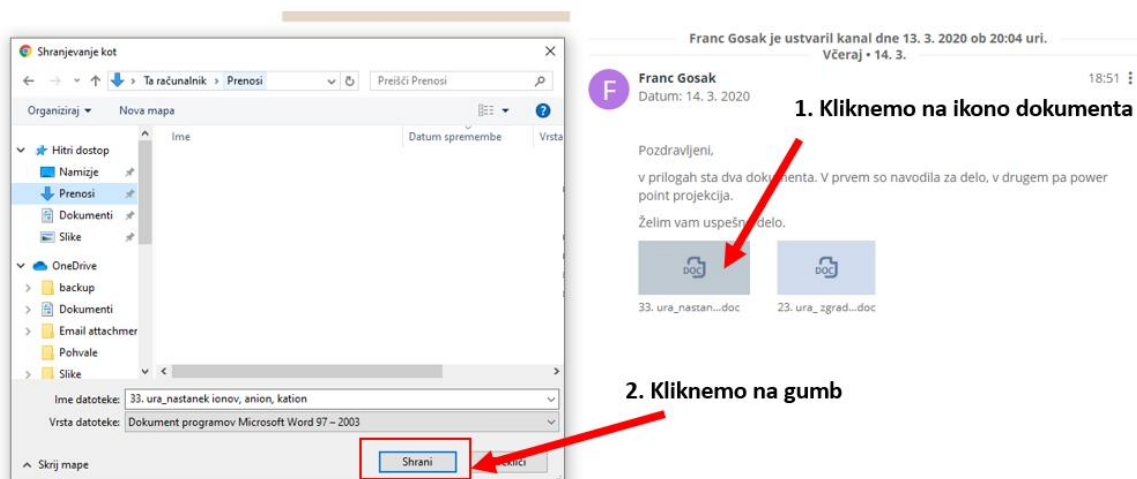 Shranjevanje kot
Ta računalnik › Prenosi
Preišči Prenosi
Organiziraj
Nova mapa
Ime
Datum spremembe
Vrsta
Hitri dostop
Namizje
Prenosi
Dokumenti
Slike
OneDrive
backup
Dokumenti
Email attachmer
Pohvale
Slike
Ime datoteke: 33. ura_nastanek ionov, anion, kation
Vrsta datoteke: Dokument programov Microsoft Word 97 – 2003
Skrij mape
Shrani
Franc Gosak je ustvaril kanal dne 13. 3. 2020 ob 20:04 uri.
Včeraj • 14. 3.
F
Franc Gosak
18:51
Datum: 14. 3. 2020
1. Kliknemo na ikono dokumenta
Pozdravljeni,
v prilogah sta dva dokumenta. V prvem so navodila za delo, v drugem pa power
point projekcija.
Želim vam uspešno delo.
DOC
DOC
33. ura_nastan...doc
23. ura_ zgrad...doc
2. Kliknemo na gumb